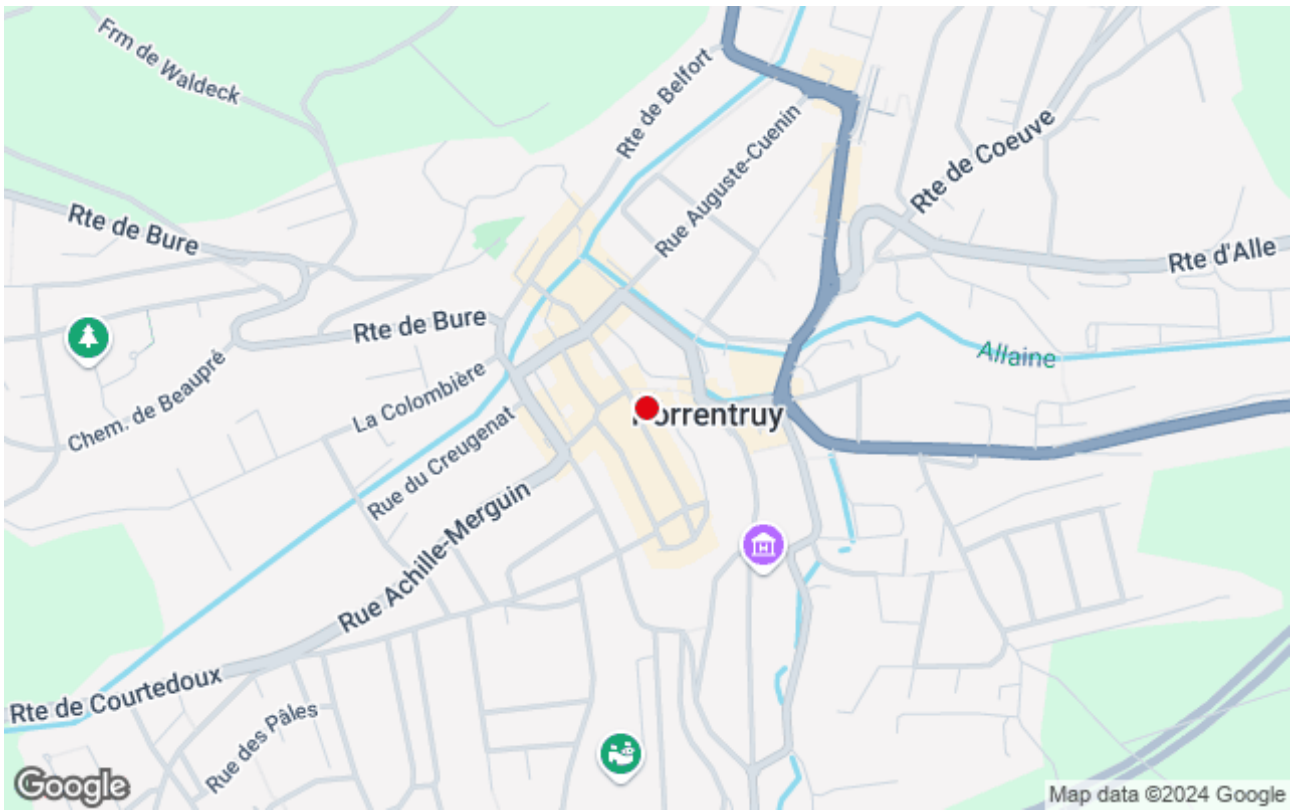 Frm de Waldeck
Rte de Belfort
Rue Auguste-Cuenin
Rte de Coeuve
Rte de Bure
Rte d'Alle
Rte de Bure
Allaine
Chem. de Beaupré
La Colombière
Rue du Creugenat
orrentruy
Rue Achille-Merguin
Rte de Courtedoux
Rue des Pâles
H
Google
Map data ©2024 Google